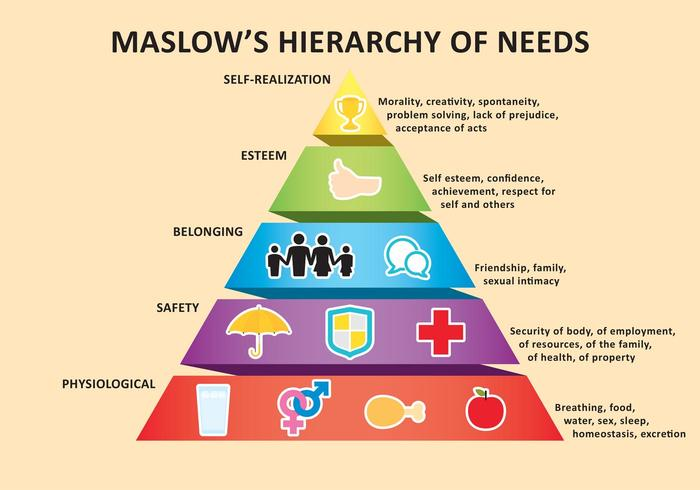 MASLOW'S HIERARCHY OF NEEDS
SELF-REALIZATION
Morality, creativity, spontaneity,
problem solving, lack of prejudice,
acceptance of acts
ESTEEM
Self esteem, confidence,
achievement, respect for
self and others
BELONGING
Friendship, family,
sexual intimacy
SAFETY
Security of body, of employment,
of resources, of the family,
of health, of property
PHYSIOLOGICAL
Breathing, food,
water, sex, sleep,
homeostasis, excretion